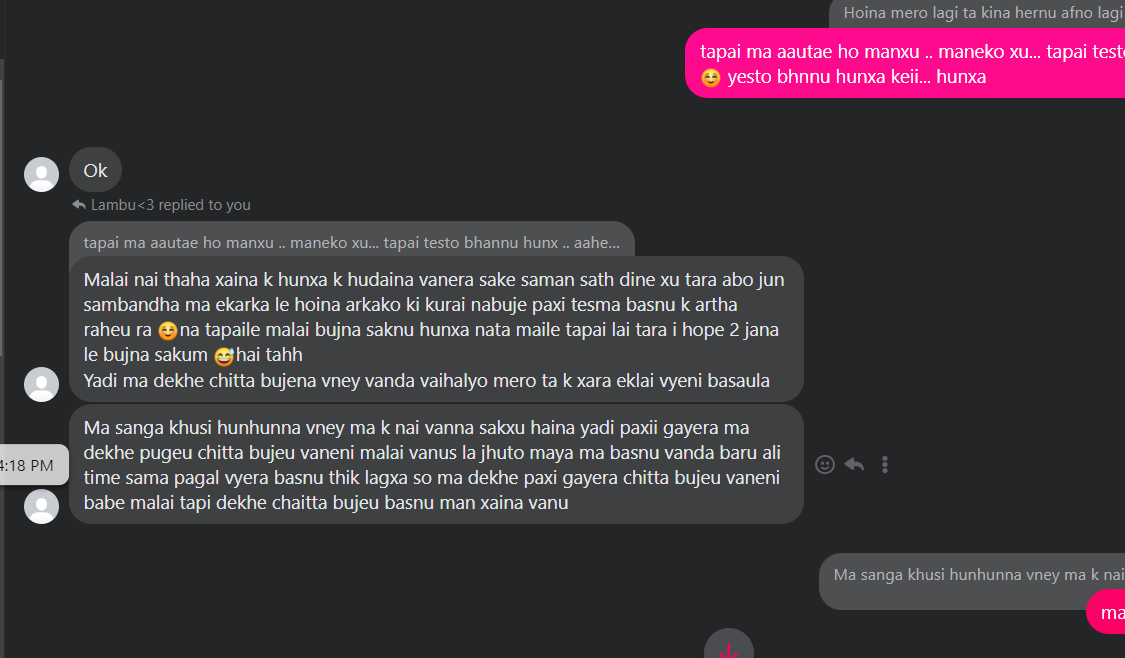 Hoina mero lagi ta kina hernu afno lagi
tapai ma aautae ho manxu .. maneko xu... tapai
☺️ yesto bhnnu hunxa keii... hunxa
Ok
Lambu<3 replied to you
tapai ma aautae ho manxu .. maneko xu... tapai testo bhannu hunx .. aahe...
Malai nai thaha xaina k hunxa k hudaina vanera sake saman sath dine xu tara abo jun
sambandha ma ekarka le hoina arkako ki kurai nabuje paxi tesma basnu k artha
raheu ra ☺️na tapaile malai bujna saknu hunxa nata maile tapai lai tara i hope 2 jana
le bujna sakum 😅hai tahh
Yadi ma dekhe chitta bujena vney vanda vaihalyo mero ta k xara eklai vyeni basaula
Ma sanga khusi hunhunna vney ma k nai vanna sakxu haina yadi paxii gayera ma
dekhe pugeu chitta bujeu vaneni malai vanus la jhuto maya ma basnu vanda baru ali
time sama pagal vyera basnu thik lagxa so ma dekhe paxi gayera chitta bujeu vaneni
babe malai tapi dekhe chaitta bujeu basnu man xaina vanu
:18 PM
Ma sanga khusi hunhunna vney ma k nai